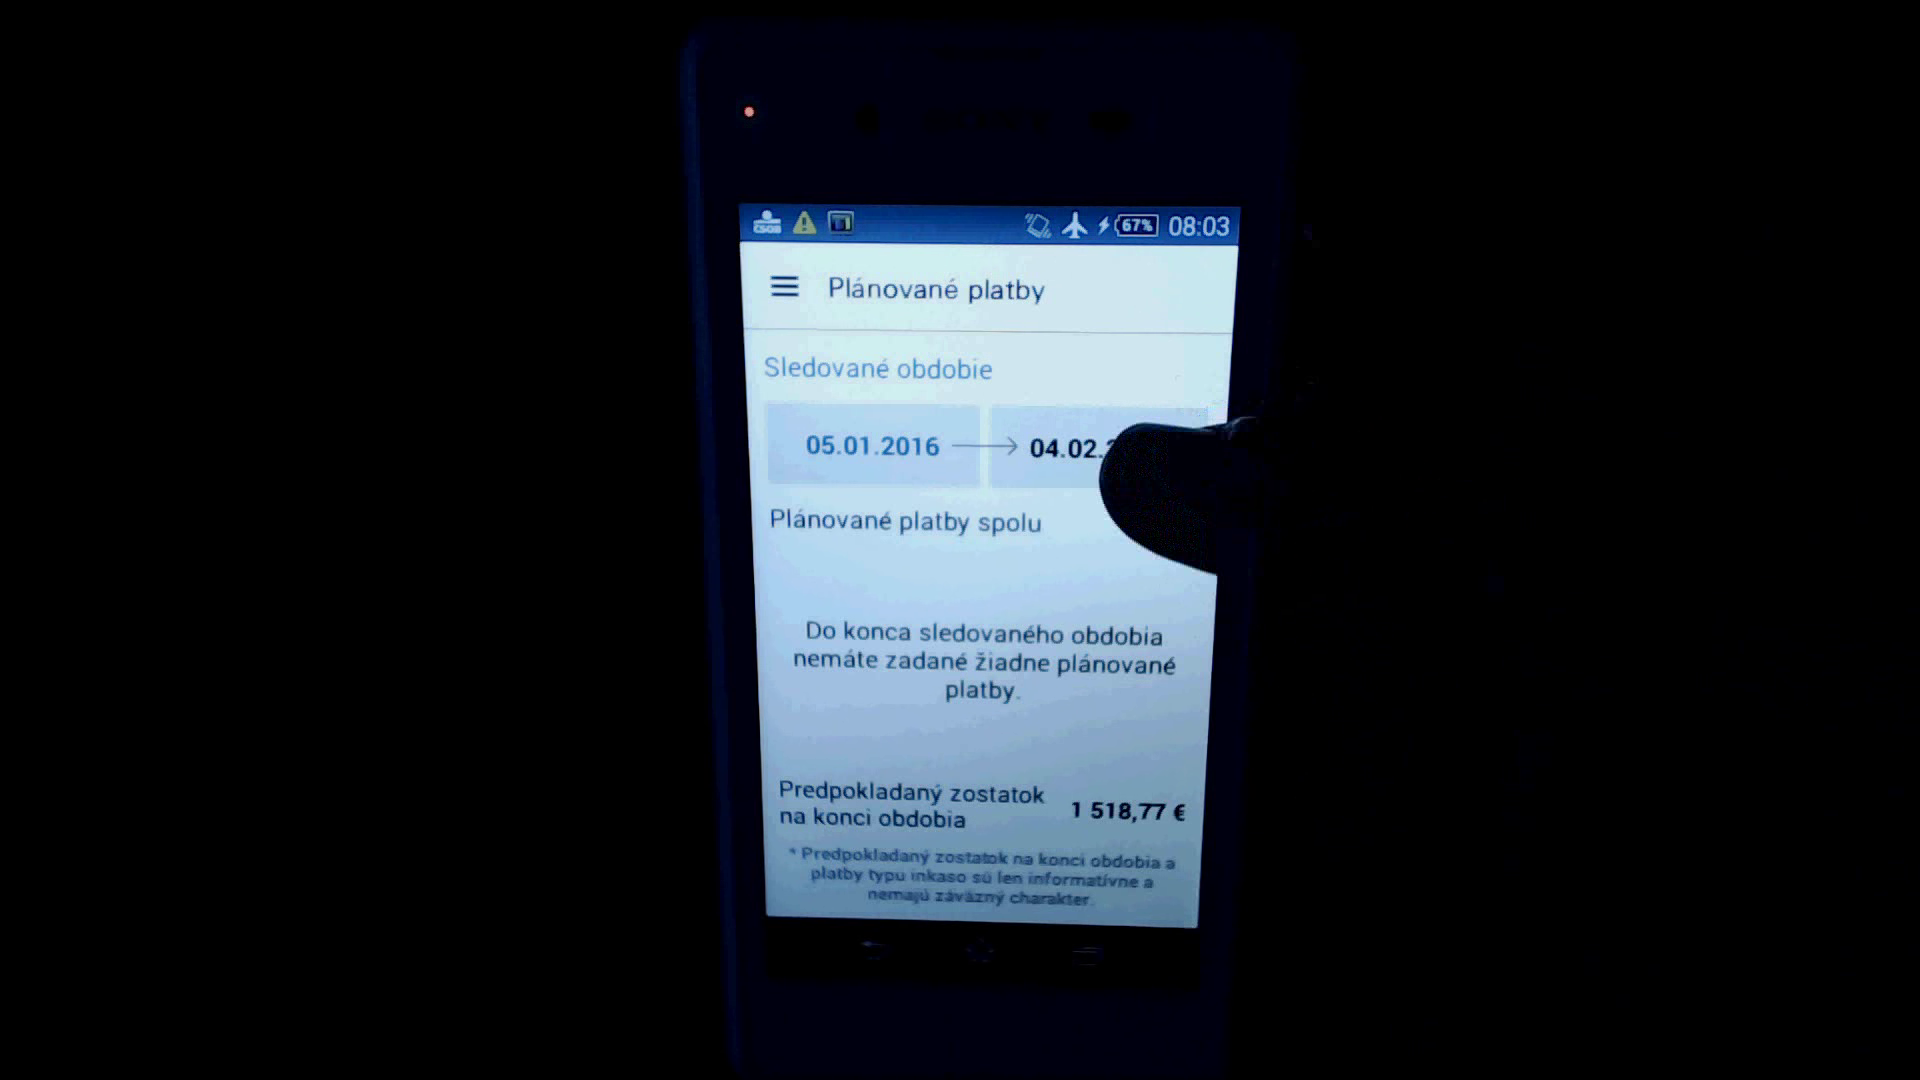 ČSOB 67% 08:03
Plánované platby
Sledované obdobie
05.01.2016 04.02.
Plánované platby spolu
Do konca sledovaného obdobia
nemáte zadané žiadne plánované
platby.
Predpokladaný zostatok
na konci obdobia
1 518,77 €
* Predpokladaný zostatok na konci obdobia a
platby typu inkaso sú len informatívne a
nemajú záväzný charakter.